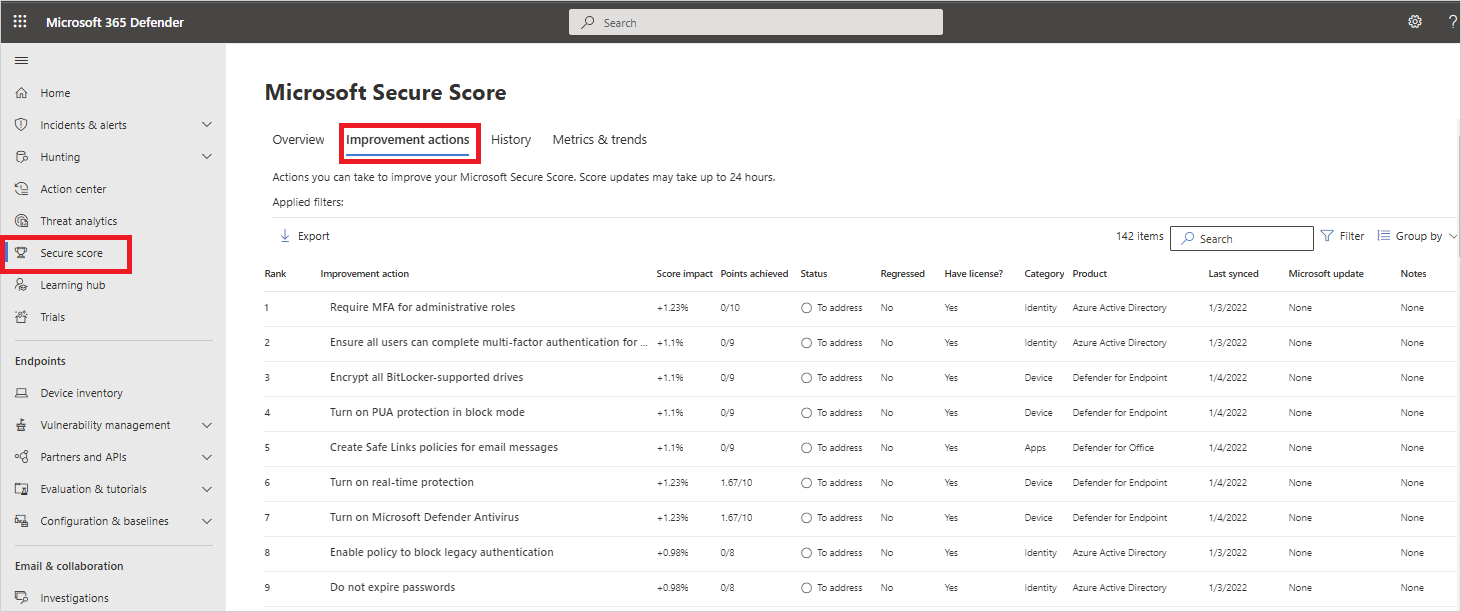 Microsoft 365 Defender
Search
?
Home
Incidents & alerts
Hunting
Action center
Threat analytics
Secure score
Learning hub
Trials
Endpoints
Device inventory
Vulnerability management
Partners and APIs
Evaluation & tutorials
Configuration & baselines
Email & collaboration
Investigations
Microsoft Secure Score
Overview Improvement actions History Metrics & trends
Actions you can take to improve your Microsoft Secure Score. Score updates may take up to 24 hours.
Applied filters:
Export 142 items Search Filter Group by
Rank Improvement action Score impact Points achieved Status Regressed Have license? Category Product Last synced Microsoft update Notes
1 Require MFA for administrative roles +1.23% 0/10 To address No Yes Identity Azure Active Directory 1/3/2022 None None
2 Ensure all users can complete multi-factor authentication for ... +1.1% 0/9 To address No Yes Identity Azure Active Directory 1/3/2022 None None
3 Encrypt all BitLocker-supported drives +1.1% 0/9 To address No Yes Device Defender for Endpoint 1/4/2022 None None
4 Turn on PUA protection in block mode +1.1% 0/9 To address No Yes Device Defender for Endpoint 1/4/2022 None None
5 Create Safe Links policies for email messages +1.1% 0/9 To address No Yes Apps Defender for Office 1/4/2022 None None
6 Turn on real-time protection +1.23% 1.67/10 To address No Yes Device Defender for Endpoint 1/4/2022 None None
7 Turn on Microsoft Defender Antivirus +1.23% 1.67/10 To address No Yes Device Defender for Endpoint 1/4/2022 None None
8 Enable policy to block legacy authentication +0.98% 0/8 To address No Yes Identity Azure Active Directory 1/3/2022 None None
9 Do not expire passwords +0.98% 0/8 To address No Yes Identity Azure Active Directory 1/3/2022 None None